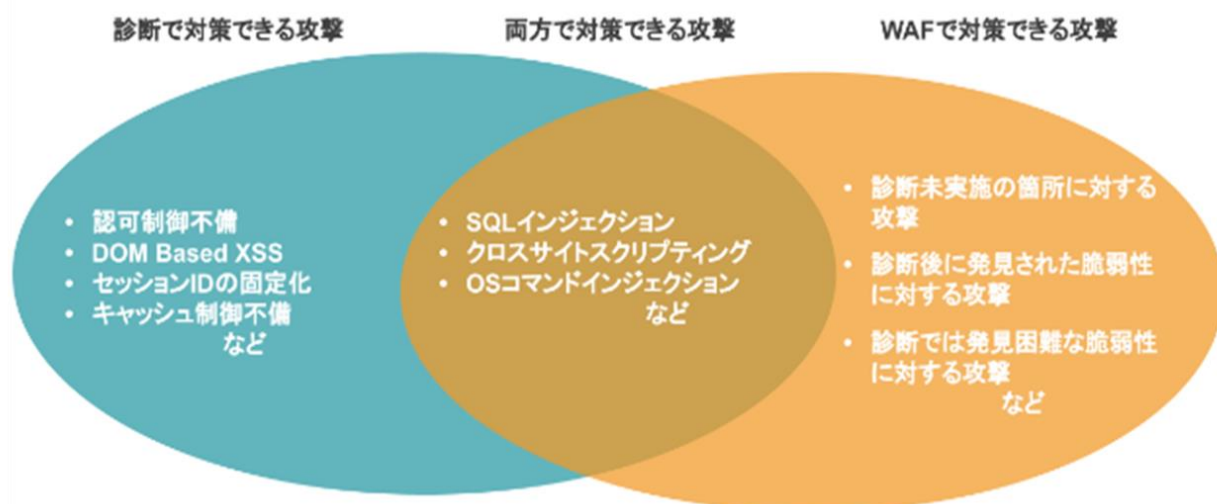 診断で対策できる攻撃
両方で対策できる攻撃
WAFで対策できる攻撃
• 認可制御不備
• DOM Based XSS
• セッションIDの固定化
• キャッシュ制御不備
など
• SQLインジェクション
• クロスサイトスクリプティング
• OSコマンドインジェクション
など
• 診断未実施の箇所に対する
攻撃
• 診断後に発見された脆弱性
に対する攻撃
• 診断では発見困難な脆弱性
に対する攻撃
など